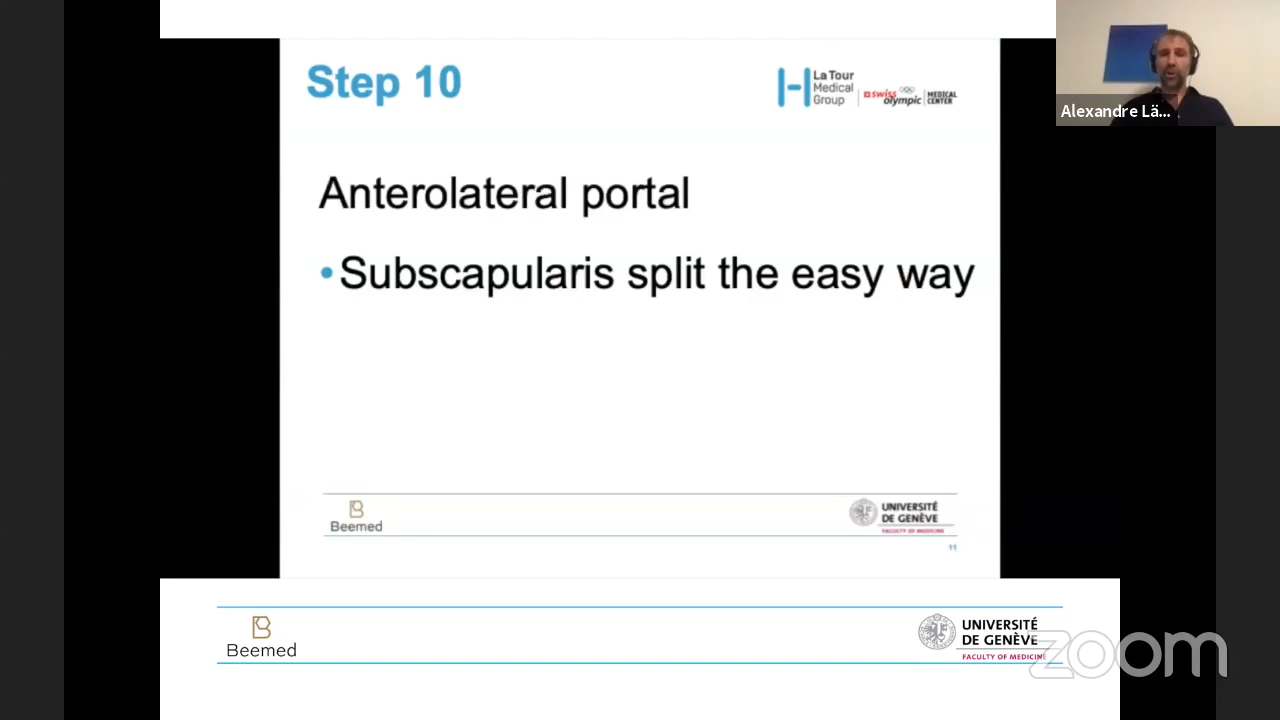 Step 10
La Tour
Medical
Group
swiss
olympic
MEDICAL
CENTER
Alexandre Lä...
Anterolateral portal
•Subscapularis split the easy way
Beemed
UNIVERSITÉ
DE GENÈVE
FACULTY OF MEDICINE
11
Beemed
UNIVERSITÉ
DE GENÈVE
FACULTY OF MEDICINE
zoom